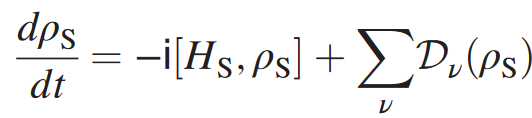 dρ_S/dt = −i[H_S, ρ_S] + ∑_ν 𝒟_ν(ρ_S)